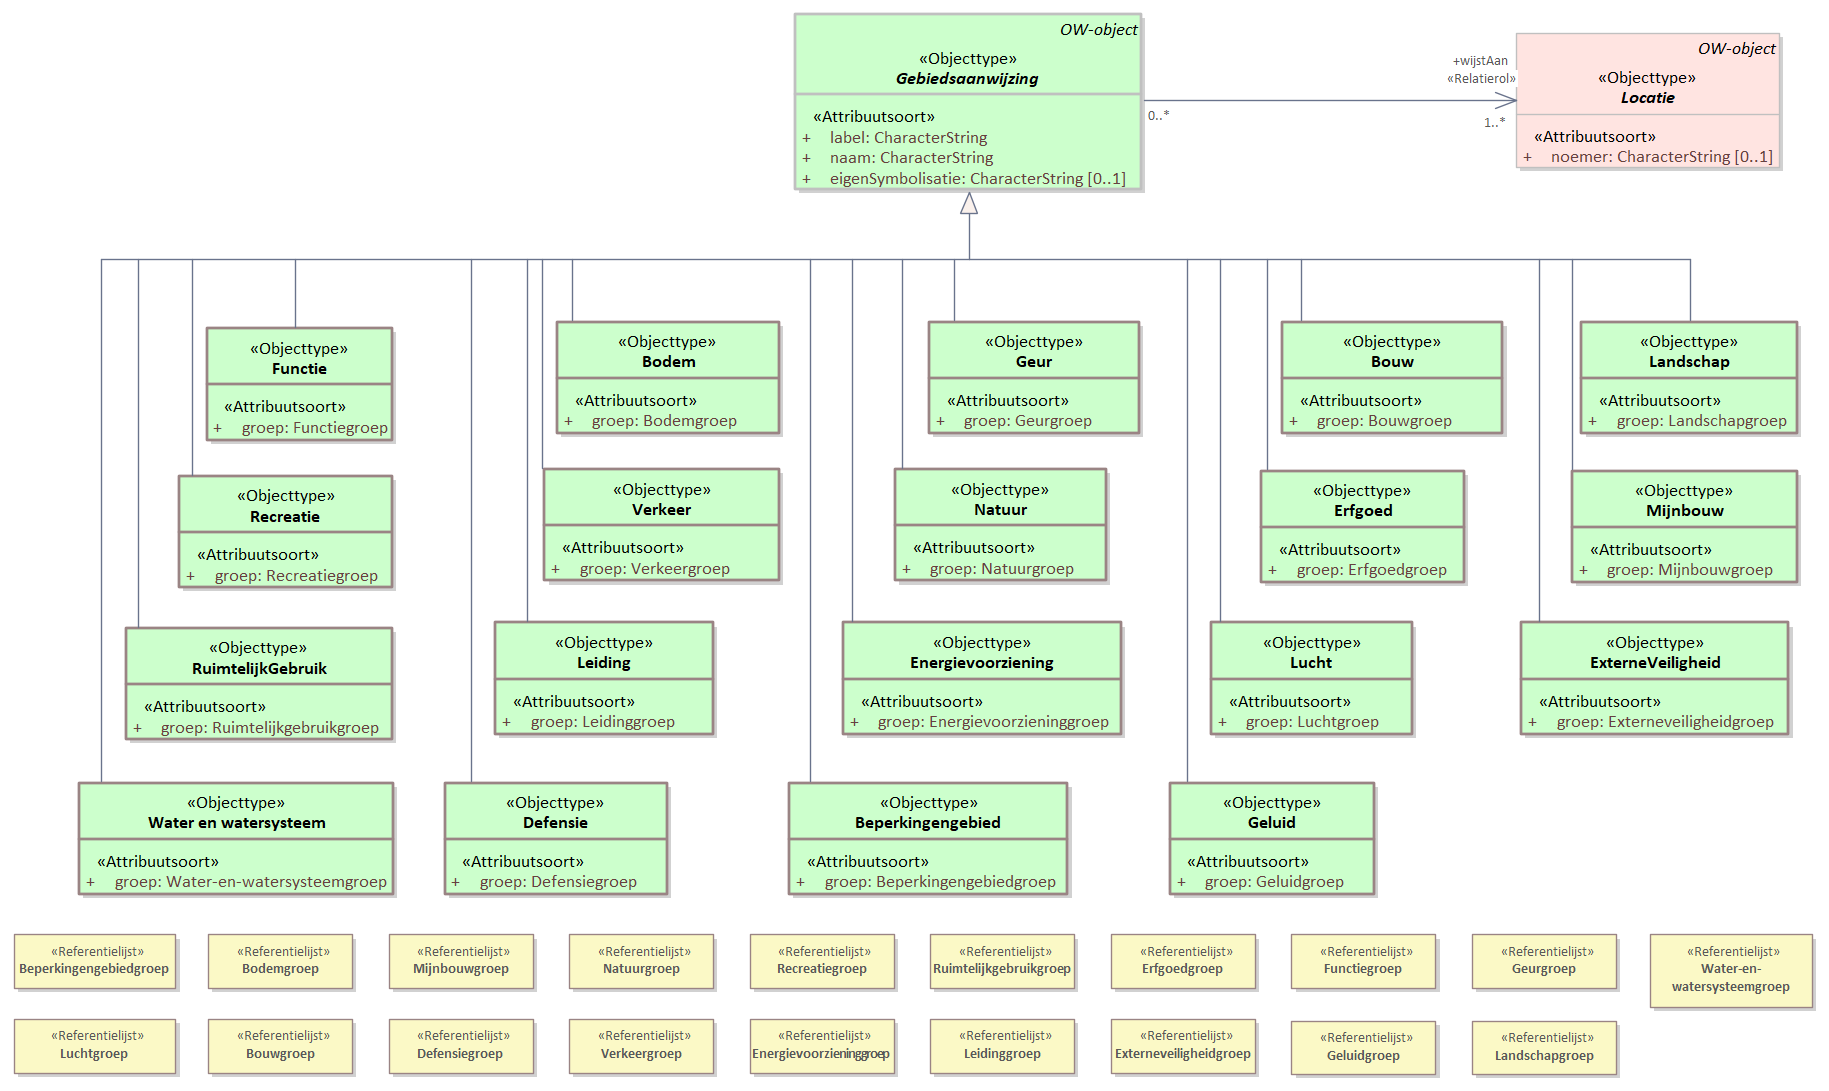 OW-object
«Objecttype»
Gebiedsaanwijzing
«Attribuutsoort»
+ label: CharacterString
+ naam: CharacterString
+ eigenSymbolisatie: CharacterString [0..1]
0..*
+wijstAan
«Relatierol»
1..*
OW-object
«Objecttype»
Locatie
«Attribuutsoort»
+ noemer: CharacterString [0..1]
«Objecttype»
Functie
«Attribuutsoort»
+ groep: Functiegroep
«Objecttype»
Bodem
«Attribuutsoort»
+ groep: Bodemgroep
«Objecttype»
Geur
«Attribuutsoort»
+ groep: Geurgroep
«Objecttype»
Bouw
«Attribuutsoort»
+ groep: Bouwgroep
«Objecttype»
Landschap
«Attribuutsoort»
+ groep: Landschapgroep
«Objecttype»
Recreatie
«Attribuutsoort»
+ groep: Recreatiegroep
«Objecttype»
Verkeer
«Attribuutsoort»
+ groep: Verkeergroep
«Objecttype»
Natuur
«Attribuutsoort»
+ groep: Natuurgroep
«Objecttype»
Erfgoed
«Attribuutsoort»
+ groep: Erfgoedgroep
«Objecttype»
Mijnbouw
«Attribuutsoort»
+ groep: Mijnbouwgroep
«Objecttype»
RuimtelijkGebruik
«Attribuutsoort»
+ groep: Ruimtelijkgebruikgroep
«Objecttype»
Leiding
«Attribuutsoort»
+ groep: Leidinggroep
«Objecttype»
Energievoorziening
«Attribuutsoort»
+ groep: Energievoorzieninggroep
«Objecttype»
Lucht
«Attribuutsoort»
+ groep: Luchtgroep
«Objecttype»
ExterneVeiligheid
«Attribuutsoort»
+ groep: Externeveiligheidgroep
«Objecttype»
Water en watersysteem
«Attribuutsoort»
+ groep: Water-en-watersysteemgroep
«Objecttype»
Defensie
«Attribuutsoort»
+ groep: Defensiegroep
«Objecttype»
Beperkingengebied
«Attribuutsoort»
+ groep: Beperkingengebiedgroep
«Objecttype»
Geluid
«Attribuutsoort»
+ groep: Geluidgroep
«Referentielijst»
Beperkingengebiedgroep
«Referentielijst»
Bodemgroep
«Referentielijst»
Mijnbouwgroep
«Referentielijst»
Natuurgroep
«Referentielijst»
Recreatiegroep
«Referentielijst»
Ruimtelijkgebruikgroep
«Referentielijst»
Erfgoedgroep
«Referentielijst»
Functiegroep
«Referentielijst»
Geurgroep
«Referentielijst»
Water-en-
watersysteemgroep
«Referentielijst»
Luchtgroep
«Referentielijst»
Bouwgroep
«Referentielijst»
Defensiegroep
«Referentielijst»
Verkeergroep
«Referentielijst»
Energievoorzieninggroep
«Referentielijst»
Leidinggroep
«Referentielijst»
Externeveiligheidgroep
«Referentielijst»
Geluidgroep
«Referentielijst»
Landschapgroep